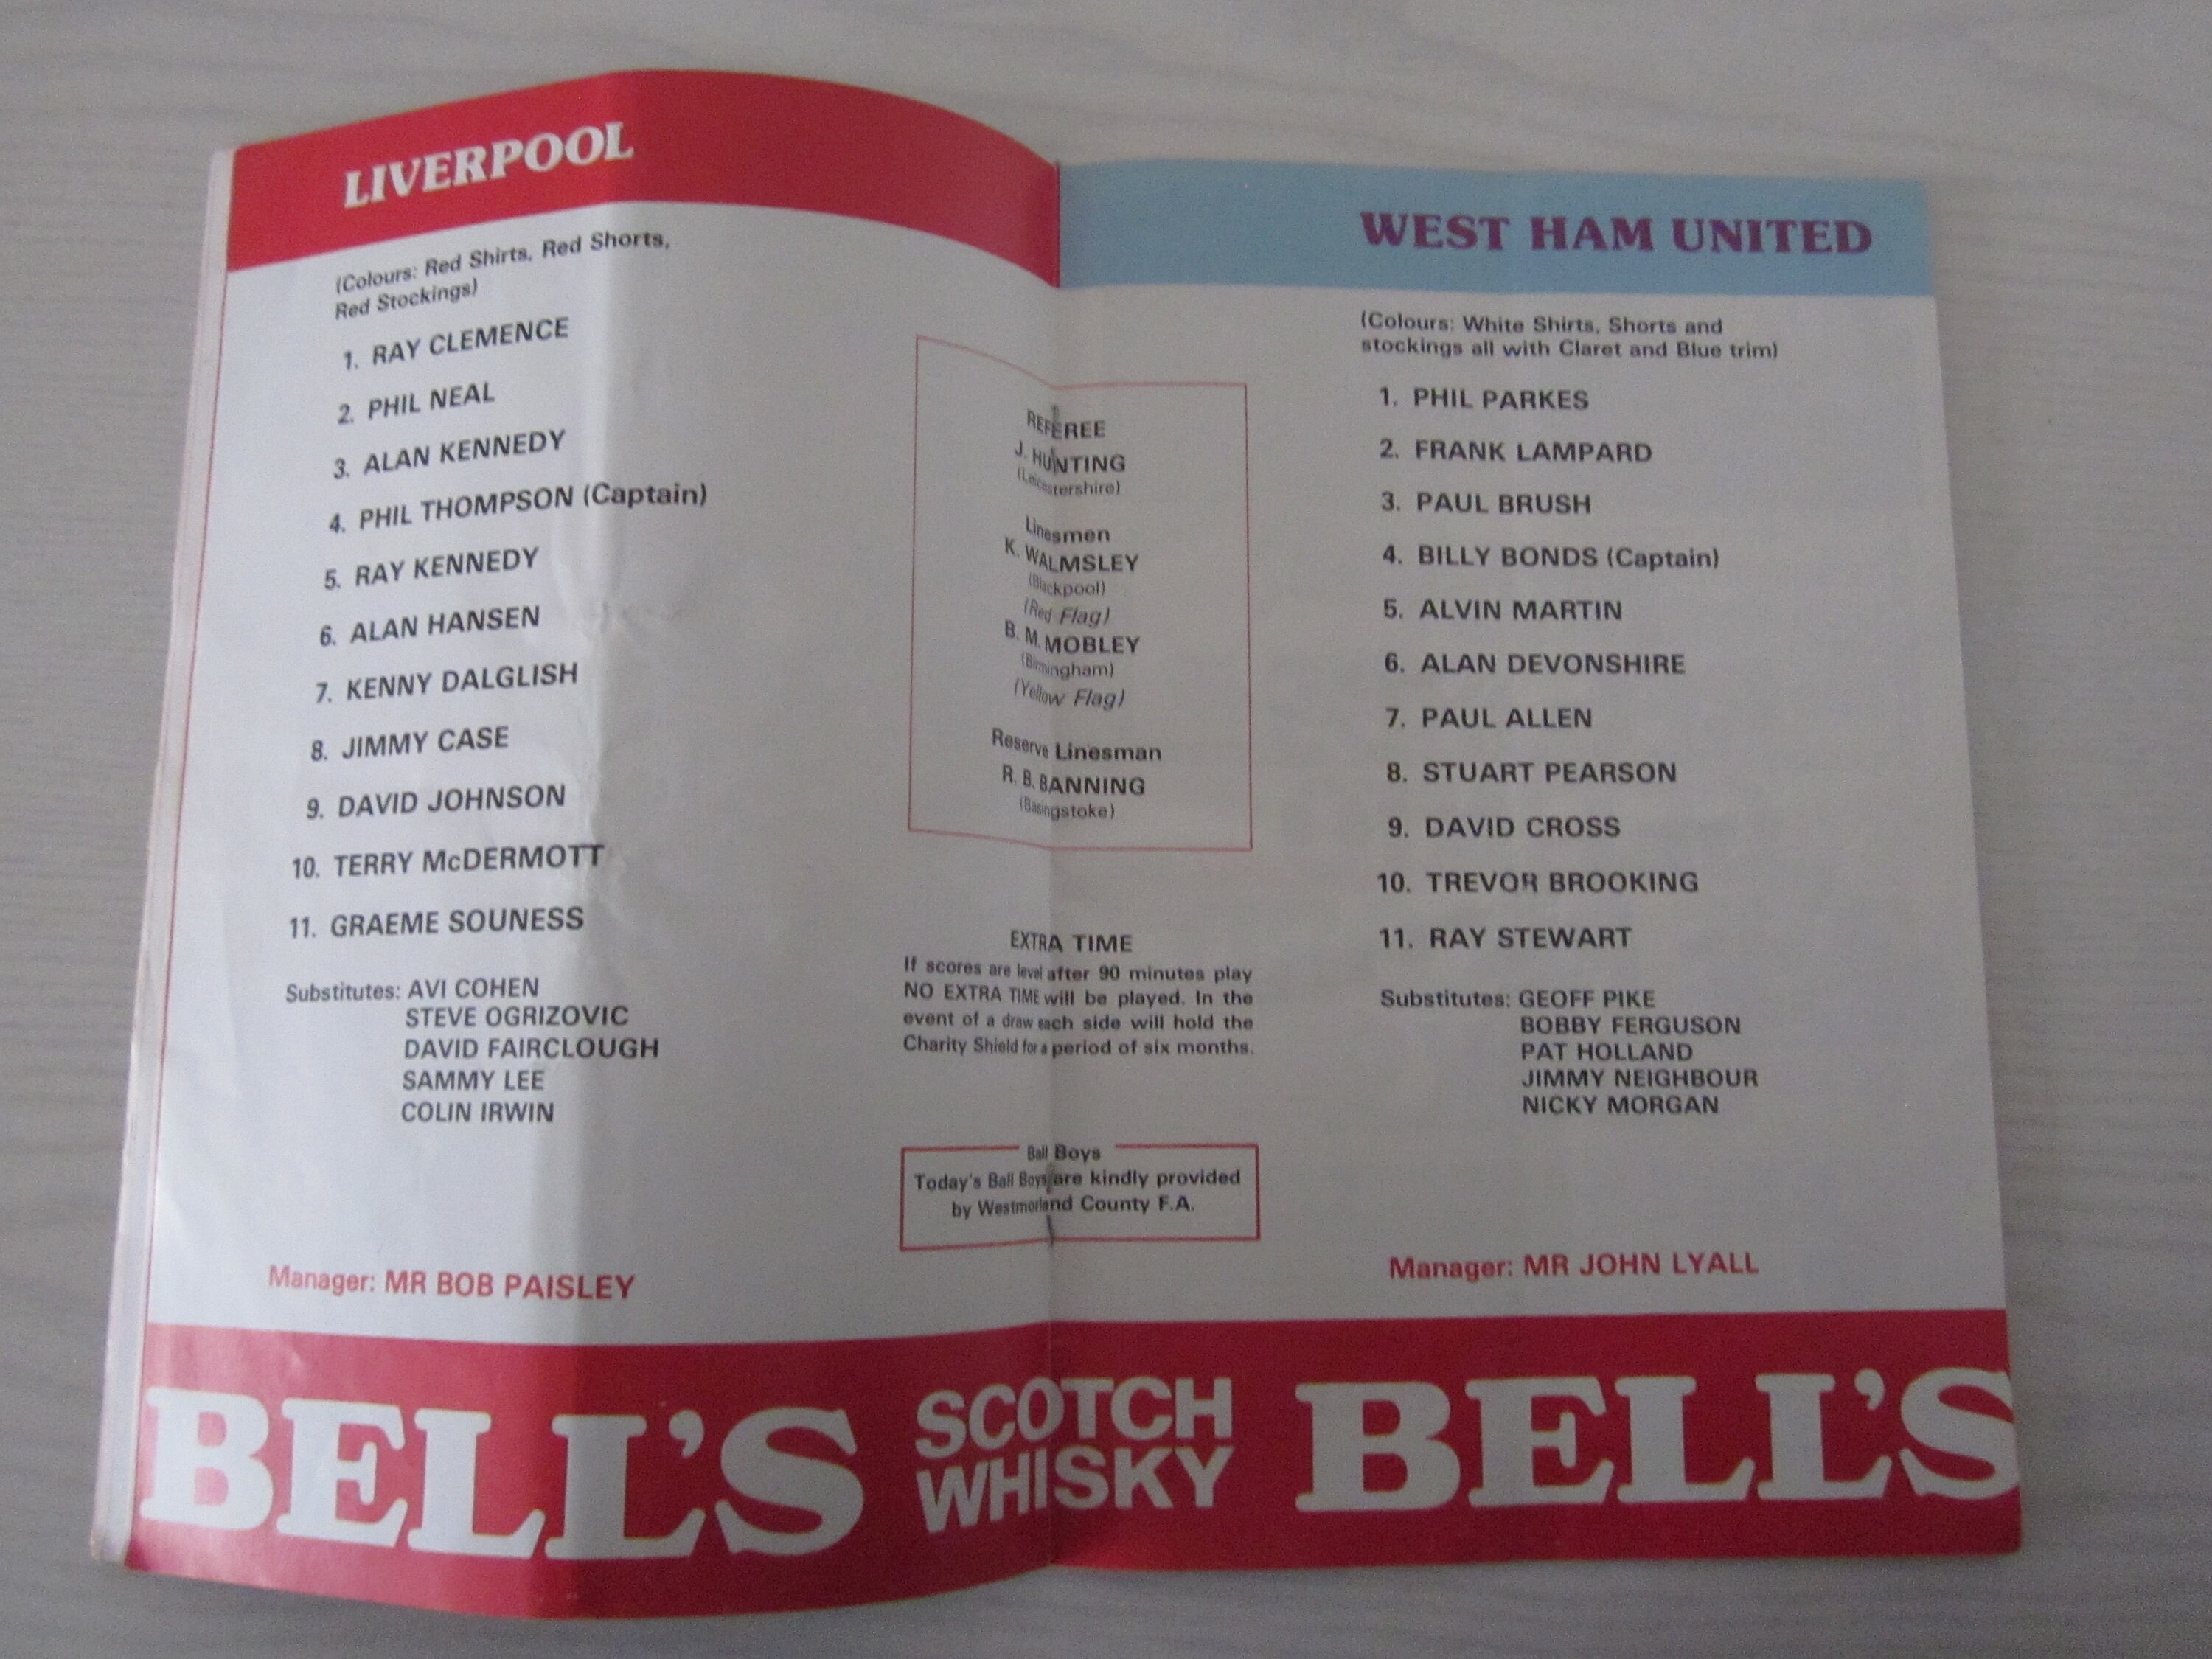 LIVERPOOL
(Colours: Red Shirts, Red Shorts,
Red Stockings)
1. RAY CLEMENCE
2. PHIL NEAL
3. ALAN KENNEDY
4. PHIL THOMPSON (Captain)
5. RAY KENNEDY
6. ALAN HANSEN
7. KENNY DALGLISH
8. JIMMY CASE
9. DAVID JOHNSON
10. TERRY McDERMOTT
11. GRAEME SOUNESS
Substitutes: AVI COHEN
STEVE OGRIZOVIC
DAVID FAIRCLOUGH
SAMMY LEE
COLIN IRWIN
Manager: MR BOB PAISLEY
REFEREE
J. HUNTING
(Leicestershire)
Linesmen
K. WALMSLEY
(Blackpool)
(Red Flag)
B. M. MOBLEY
(Birmingham)
(Yellow Flag)
Reserve Linesman
R. B. BANNING
(Basingstoke)
EXTRA TIME
If scores are level after 90 minutes play
NO EXTRA TIME will be played. In the
event of a draw each side will hold the
Charity Shield for a period of six months.
Ball Boys
Today's Ball Boys are kindly provided
by Westmorland County F.A.
WEST HAM UNITED
(Colours: White Shirts, Shorts and
stockings all with Claret and Blue trim)
1. PHIL PARKES
2. FRANK LAMPARD
3. PAUL BRUSH
4. BILLY BONDS (Captain)
5. ALVIN MARTIN
6. ALAN DEVONSHIRE
7. PAUL ALLEN
8. STUART PEARSON
9. DAVID CROSS
10. TREVOR BROOKING
11. RAY STEWART
Substitutes: GEOFF PIKE
BOBBY FERGUSON
PAT HOLLAND
JIMMY NEIGHBOUR
NICKY MORGAN
Manager: MR JOHN LYALL
BELL'S
SCOTCH
WHISKY
BELL'S